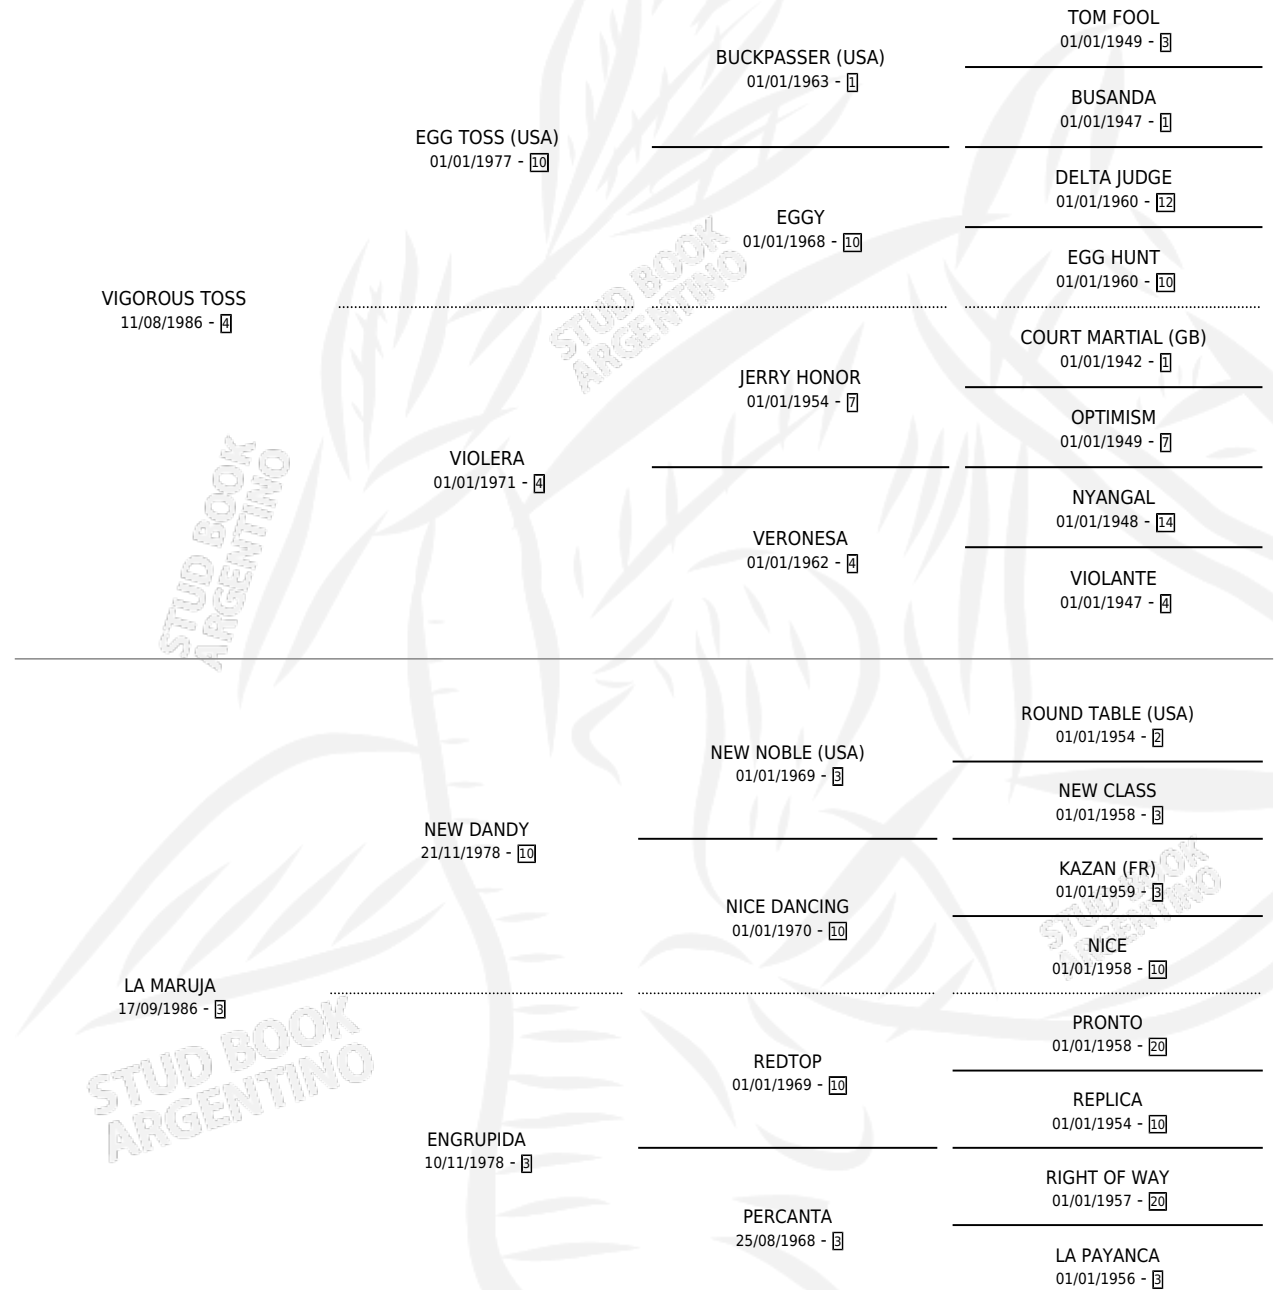 TOM FOOL
01/01/1949 - 3
BUCKPASSER (USA)
01/01/1963 - 1
BUSANDA
01/01/1947 - 1
EGG TOSS (USA)
01/01/1977 - 10
DELTA JUDGE
01/01/1960 - 12
EGGY
01/01/1968 - 10
EGG HUNT
01/01/1960 - 10
VIGOROUS TOSS
11/08/1986 - 4
STUD BOOK
ARGENTINO
COURT MARTIAL (GB)
01/01/1942 - 1
JERRY HONOR
01/01/1954 - 7
OPTIMISM
01/01/1949 - 7
VIOLERA
01/01/1971 - 4
NYANGAL
01/01/1948 - 14
VERONESA
01/01/1962 - 4
VIOLANTE
01/01/1947 - 4
STUD BOOK
ARGENTINO
ROUND TABLE (USA)
01/01/1954 - 2
NEW NOBLE (USA)
01/01/1969 - 3
NEW CLASS
01/01/1958 - 3
NEW DANDY
21/11/1978 - 10
KAZAN (FR)
01/01/1959 - 3
NICE DANCING
01/01/1970 - 10
NICE
01/01/1958 - 10
STUD BOOK
ARGENTINO
LA MARUJA
17/09/1986 - 3
PRONTO
01/01/1958 - 20
REDTOP
01/01/1969 - 10
REPLICA
01/01/1954 - 10
STUD BOOK
ARGENTINO
ENGRUPIDA
10/11/1978 - 3
RIGHT OF WAY
01/01/1957 - 20
PERCANTA
25/08/1968 - 3
LA PAYANCA
01/01/1956 - 3